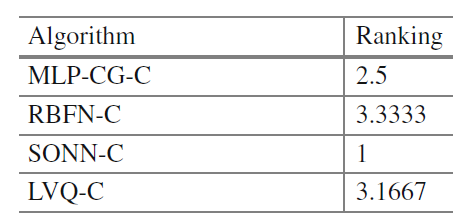 Algorithm Ranking
MLP-CG-C 2.5
RBFN-C 3.3333
SONN-C 1
LVQ-C 3.1667